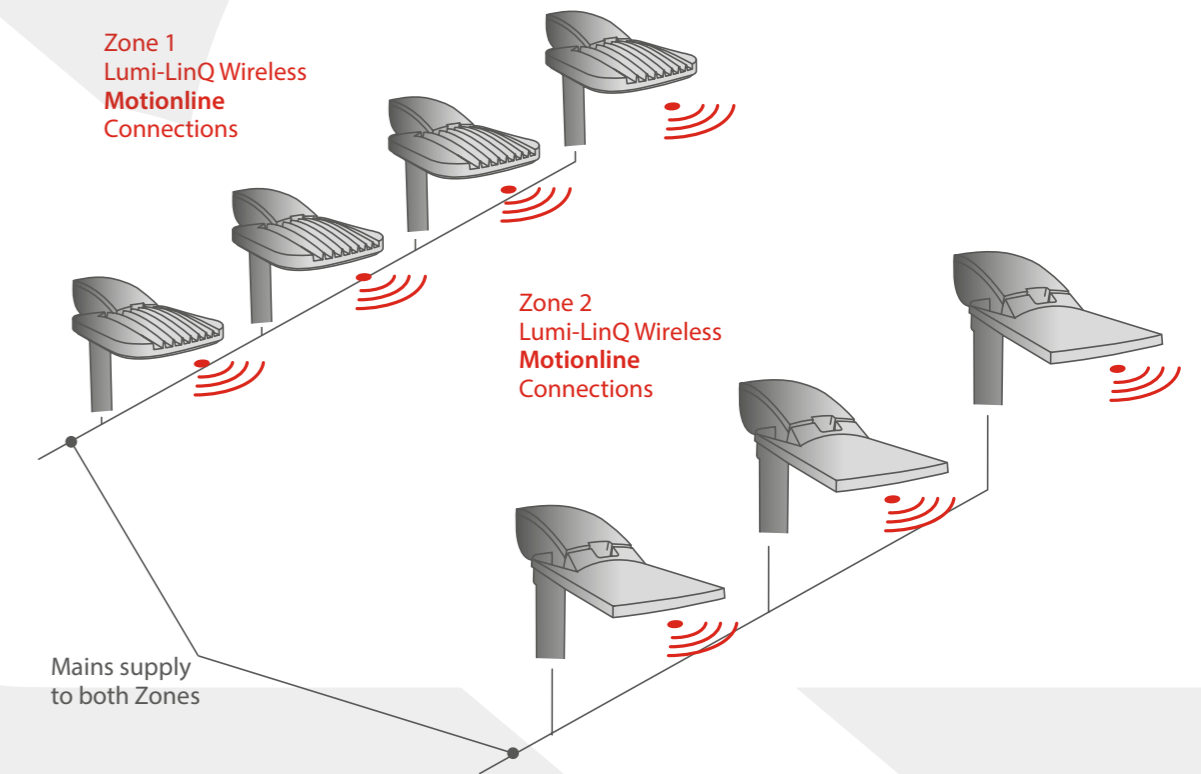 Zone 1
Lumi-LinQ Wireless
Motionline
Connections
Zone 2
Lumi-LinQ Wireless
Motionline
Connections
Mains supply
to both Zones